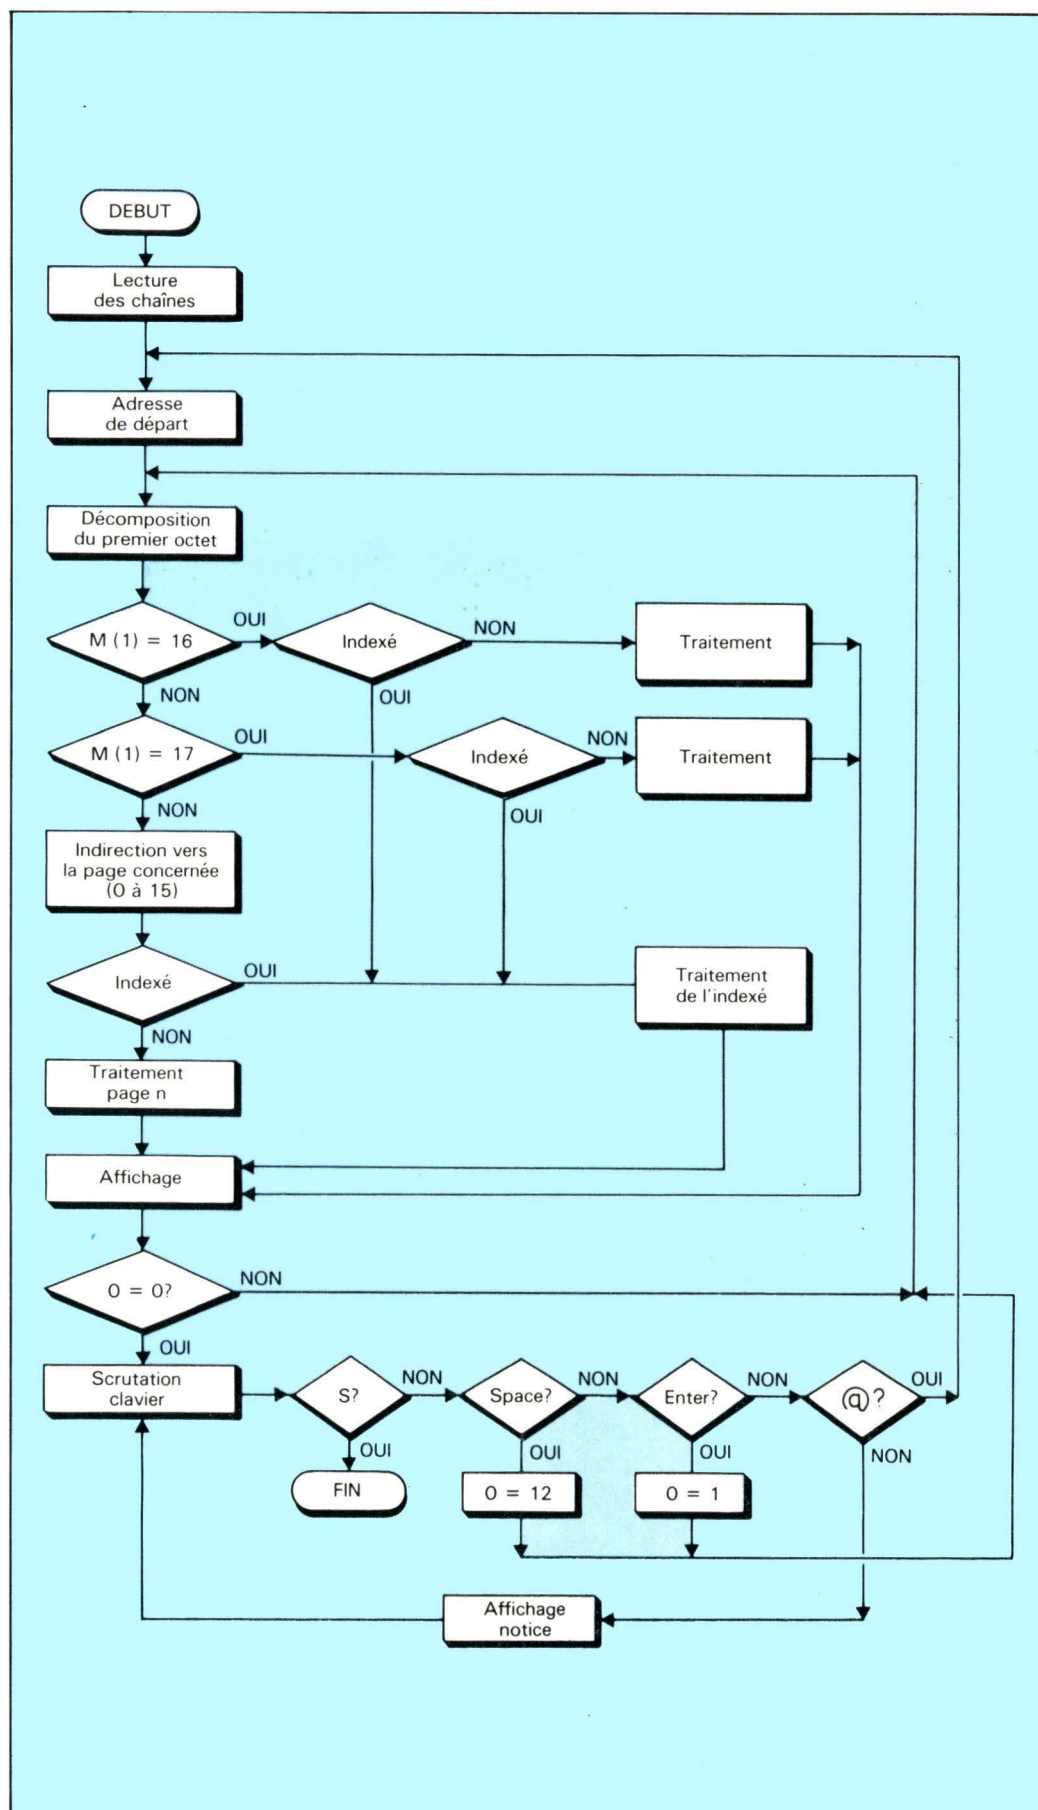 DEBUT
Lecture
des chaînes
Adresse
de départ
Décomposition
du premier octet
M (1) = 16
OUI
Indexé
NON
Traitement
NON
OUI
M (1) = 17
OUI
Indexé
NON
Traitement
NON
OUI
Indirection vers
la page concernée
(0 à 15)
Indexé
OUI
Traitement
de l'indexé
NON
Traitement
page n
Affichage
O = 0?
NON
OUI
Scrutation
clavier
S?
NON
Space?
NON
Enter?
NON
@?
OUI
OUI
OUI
OUI
NON
FIN
O = 12
O = 1
Affichage
notice